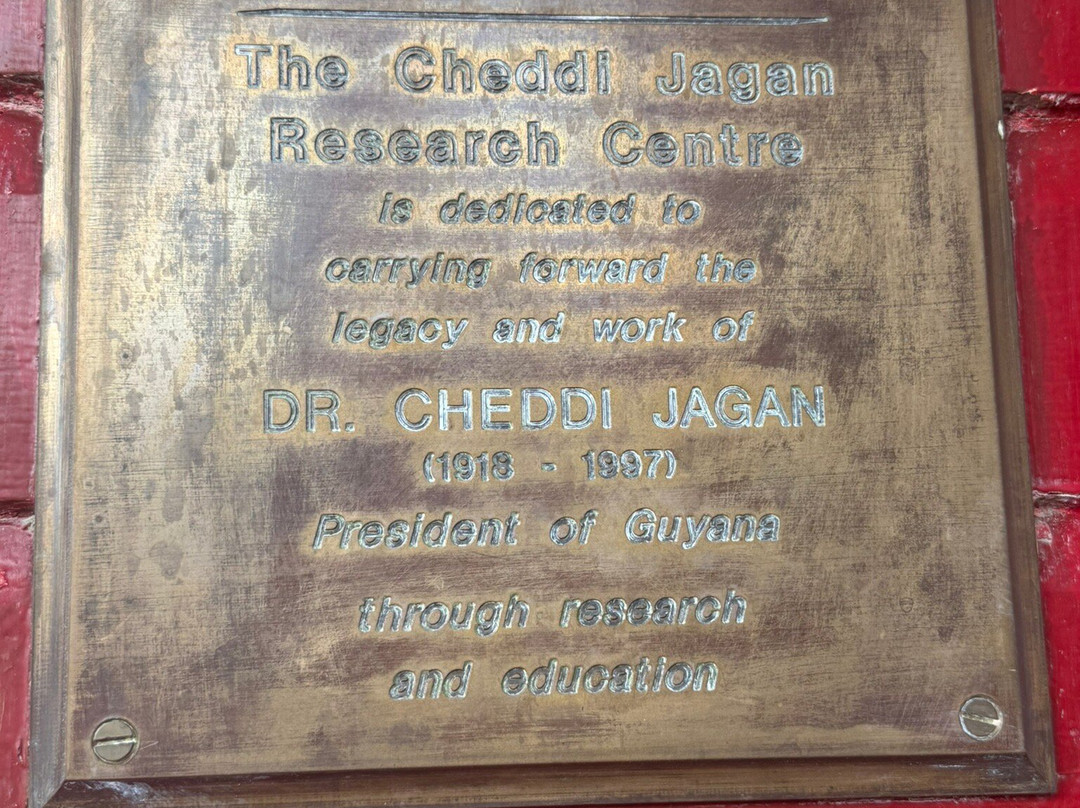 The Cheddi Jagan
Research Centre
is dedicated to
carrying forward the
legacy and work of
DR. CHEDDI JAGAN
(1918 - 1997)
President of Guyana
through research
and education